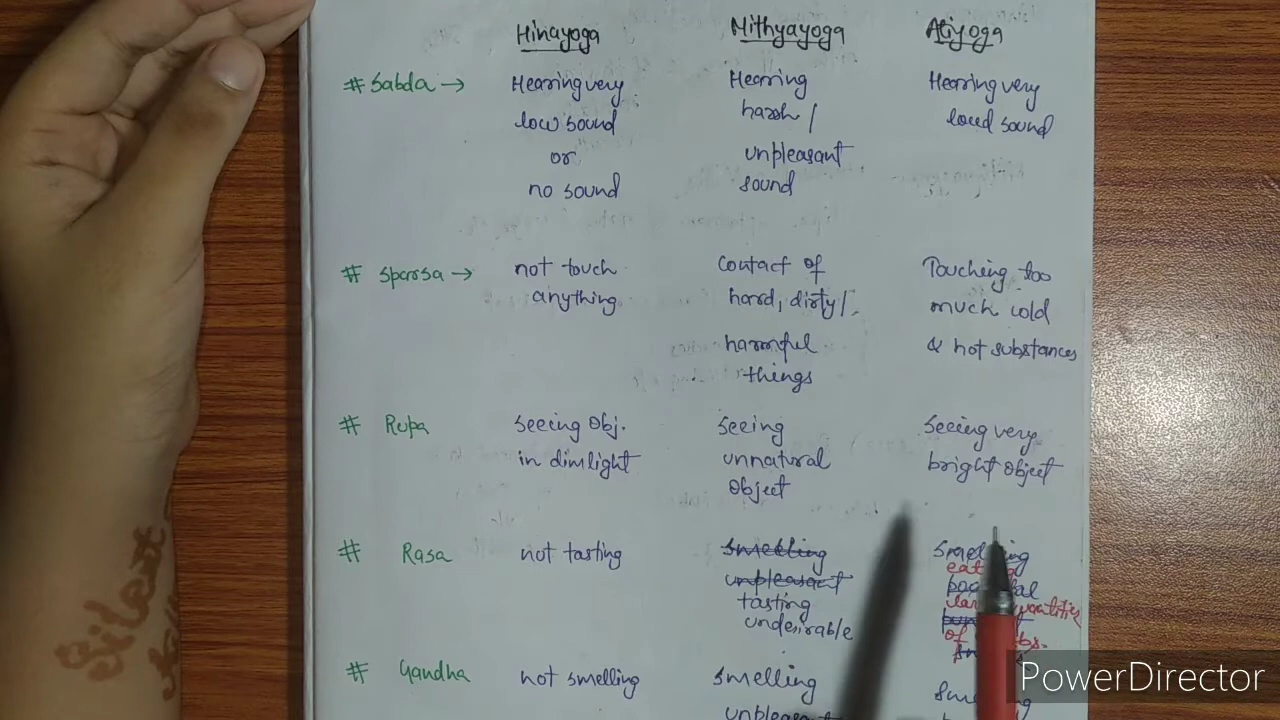 Hinayoga Mithyayoga Atiyoga
# Sabda → Hearing very Hearing Hearing very
low sound harsh / loud sound
or unpleasant
no sound sound
# Sparsa → not touch Contact of Touching too
anything hard, dirty/ much cold
harmful & hot substances
things
# Rupa Seeing Obj. Seeing Seeing very
in dimlight unnatural bright object
Object
# Rasa not tasting smelling
unpleasant
tasting
undesirable
of
# Gandha not smelling smelling
PowerDirector